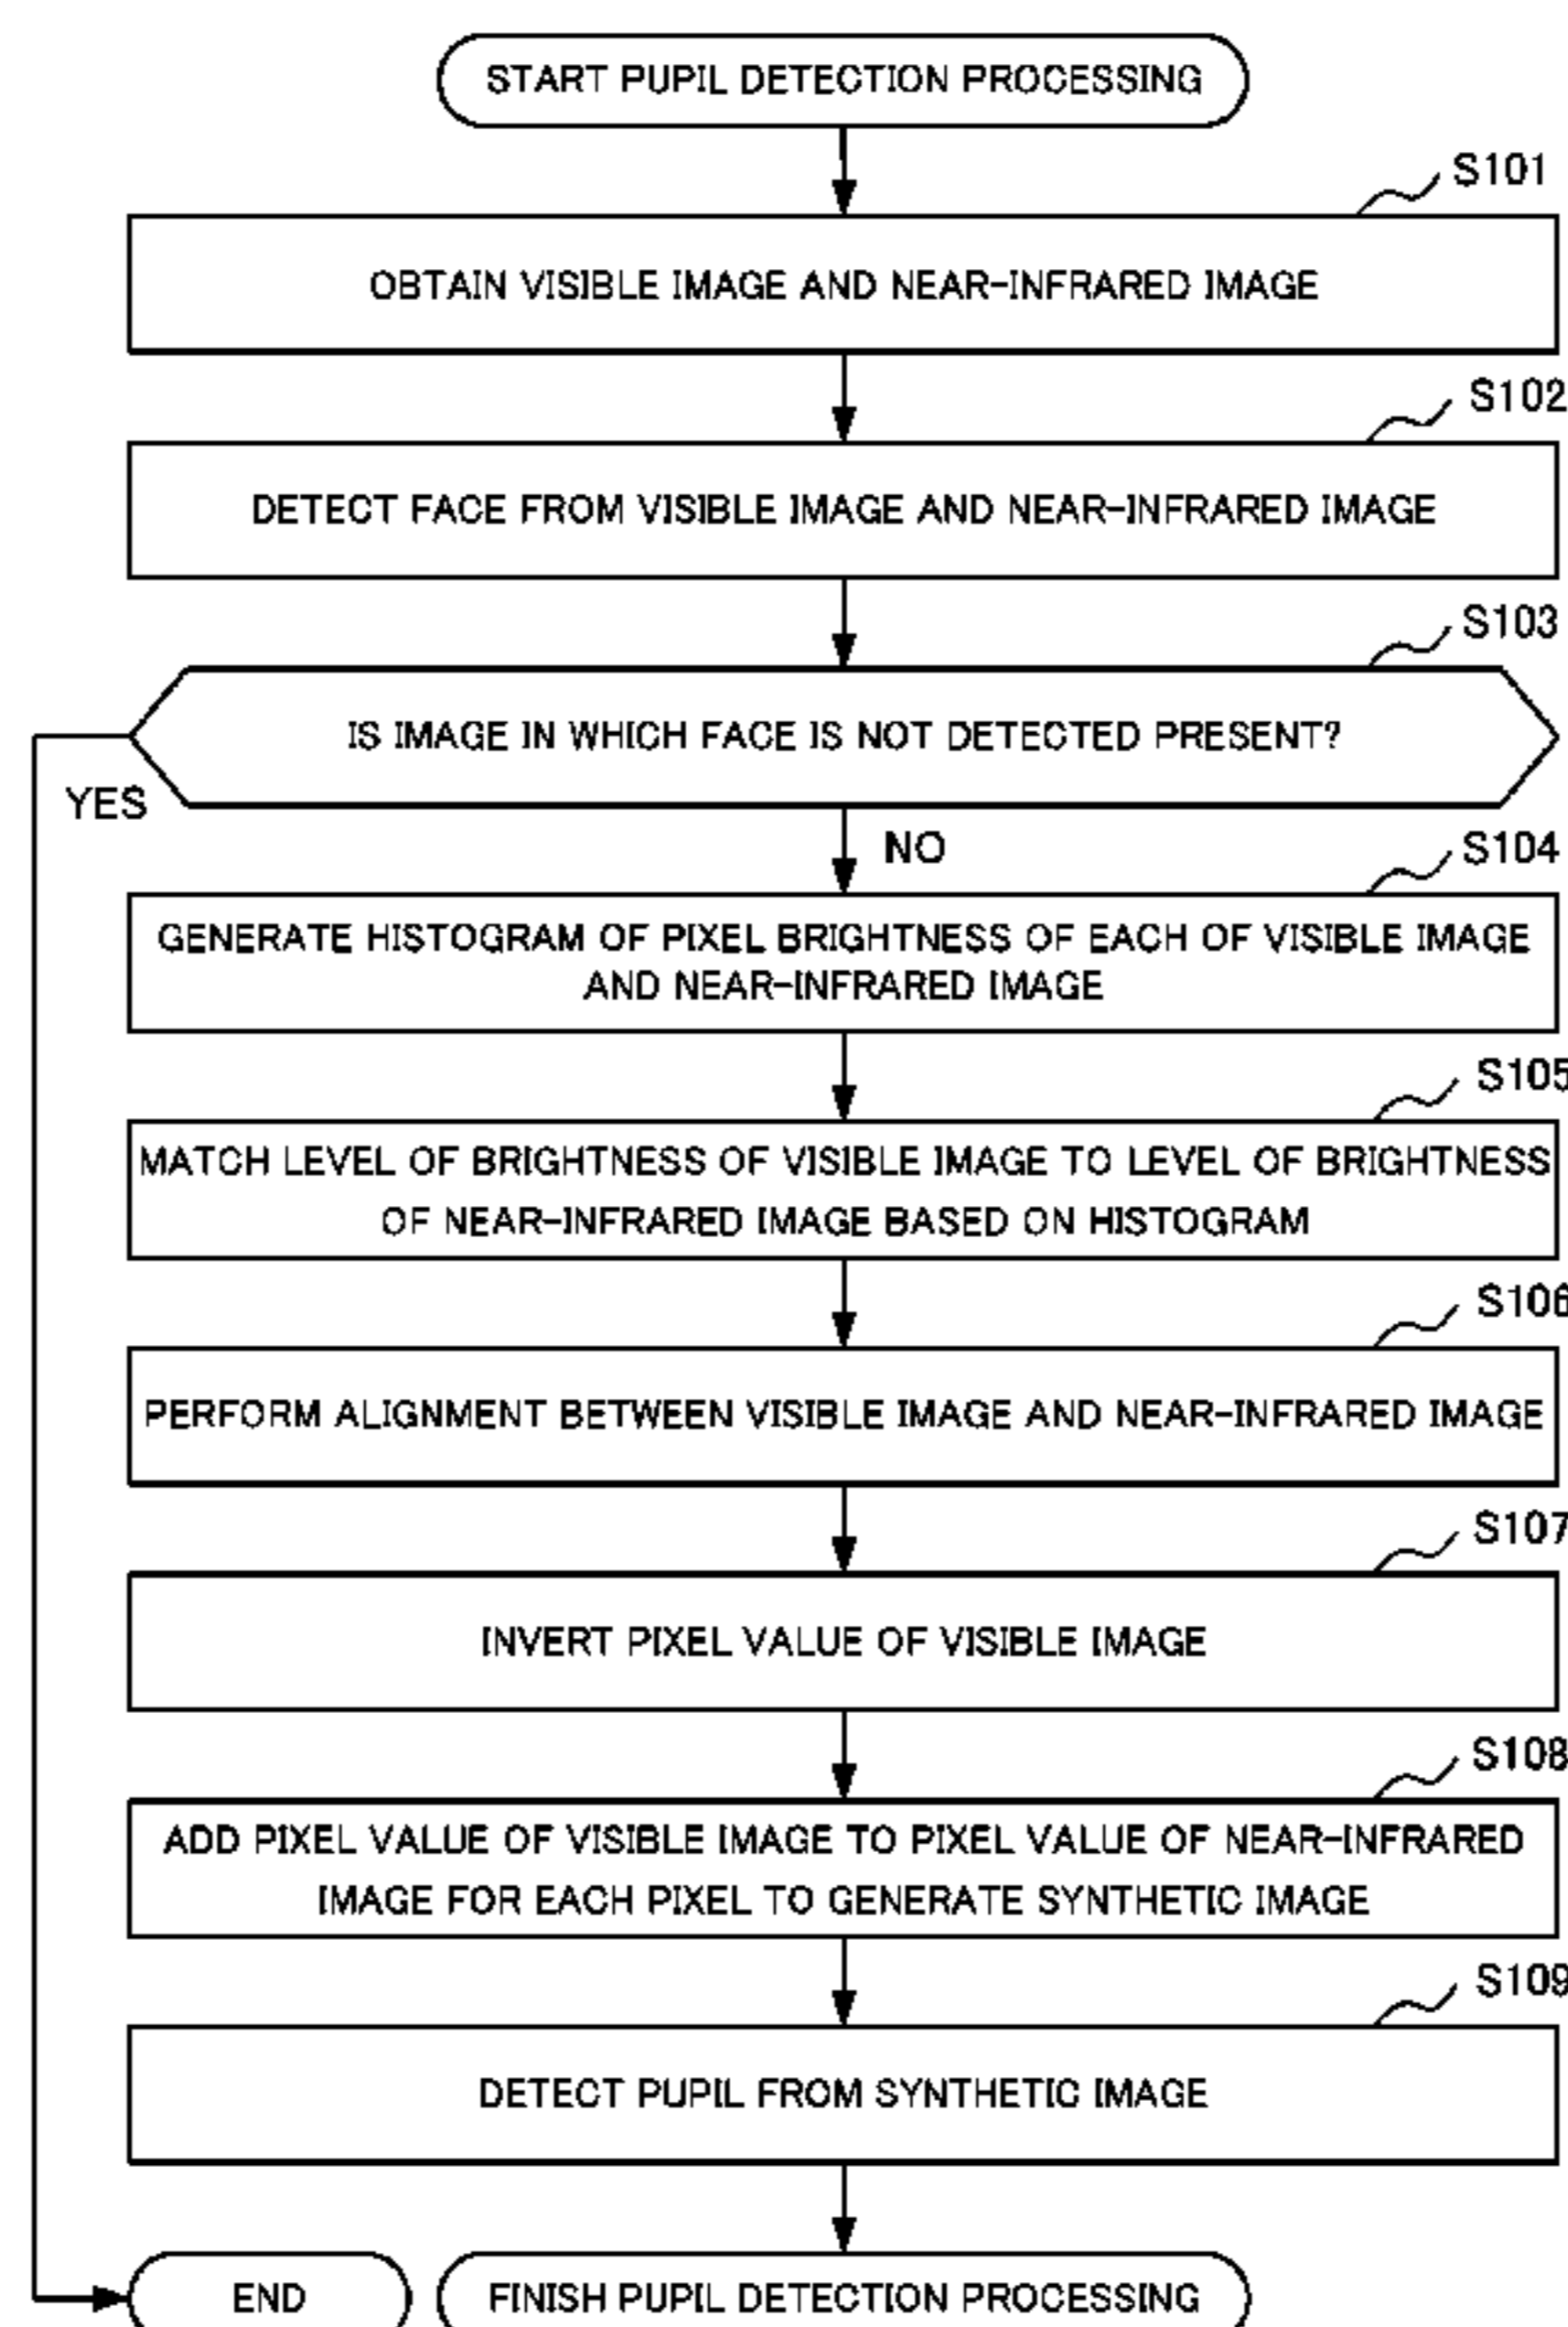 START PUPIL DETECTION PROCESSING
S101
OBTAIN VISIBLE IMAGE AND NEAR-INFRARED IMAGE
S102
DETECT FACE FROM VISIBLE IMAGE AND NEAR-INFRARED IMAGE
S103
IS IMAGE IN WHICH FACE IS NOT DETECTED PRESENT?
YES
NO
S104
GENERATE HISTOGRAM OF PIXEL BRIGHTNESS OF EACH OF VISIBLE IMAGE
AND NEAR-INFRARED IMAGE
S105
MATCH LEVEL OF BRIGHTNESS OF VISIBLE IMAGE TO LEVEL OF BRIGHTNESS
OF NEAR-INFRARED IMAGE BASED ON HISTOGRAM
S106
PERFORM ALIGNMENT BETWEEN VISIBLE IMAGE AND NEAR-INFRARED IMAGE
S107
INVERT PIXEL VALUE OF VISIBLE IMAGE
S108
ADD PIXEL VALUE OF VISIBLE IMAGE TO PIXEL VALUE OF NEAR-INFRARED
IMAGE FOR EACH PIXEL TO GENERATE SYNTHETIC IMAGE
S109
DETECT PUPIL FROM SYNTHETIC IMAGE
END
FINISH PUPIL DETECTION PROCESSING